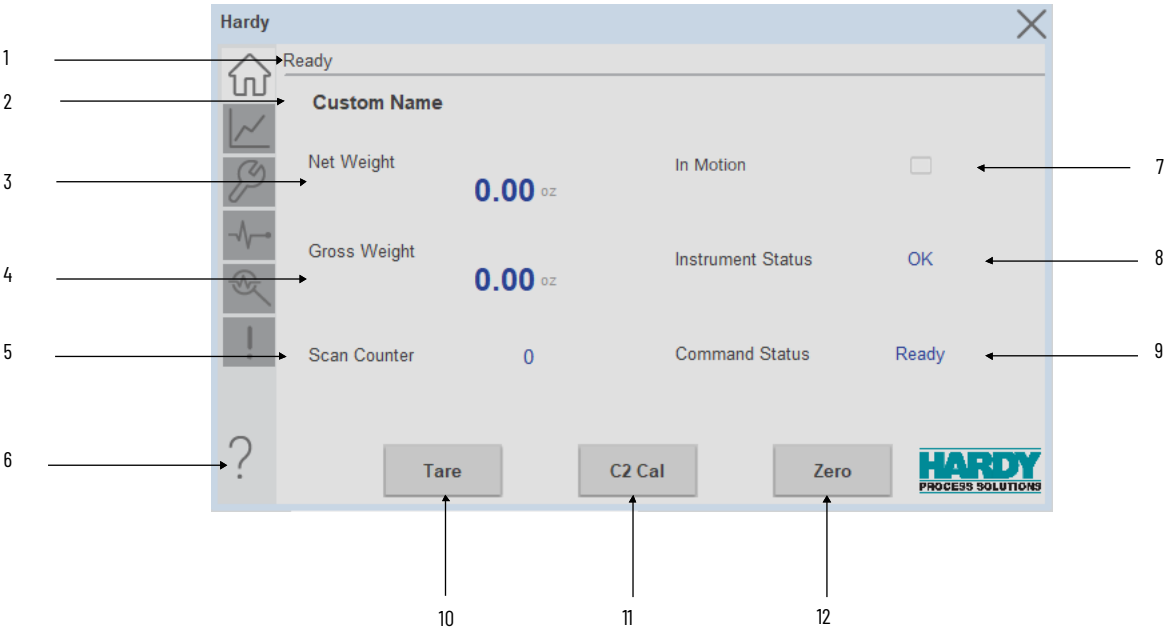 Hardy
1
Ready
2
Custom Name
3
Net Weight
0.00 oz
In Motion
7
4
Gross Weight
0.00 oz
Instrument Status
OK
8
5
Scan Counter
0
Command Status
Ready
9
6
?
Tare
C2 Cal
Zero
HARDY
PROCESS SOLUTIONS
10
11
12